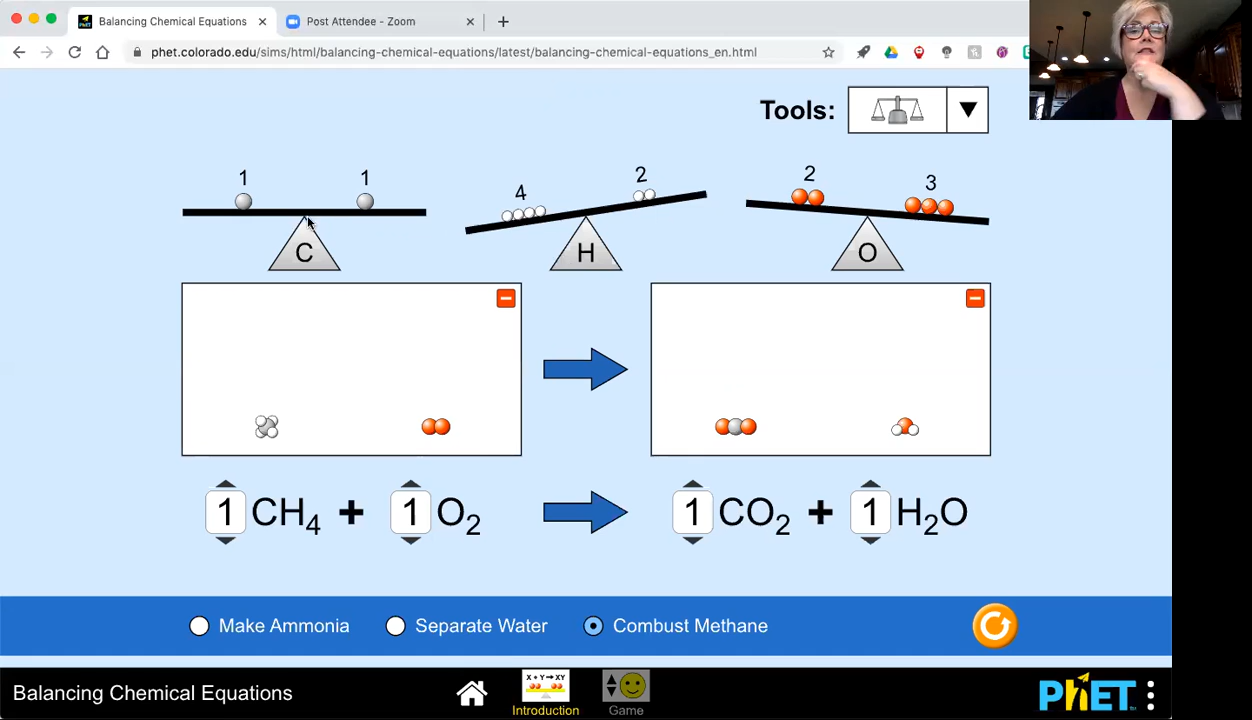 Balancing Chemical Equations
Post Attendee - Zoom
phet.colorado.edu/sims/html/balancing-chemical-equations/latest/balancing-chemical-equations_en.html
Tools:
1 1
4 2
2 3
C
H
O
1 CH₄ + 1 O₂ 1 CO₂ + 1 H₂O
Make Ammonia
Separate Water
Combust Methane
Balancing Chemical Equations
X + Y → XY
Introduction
Game
PhET